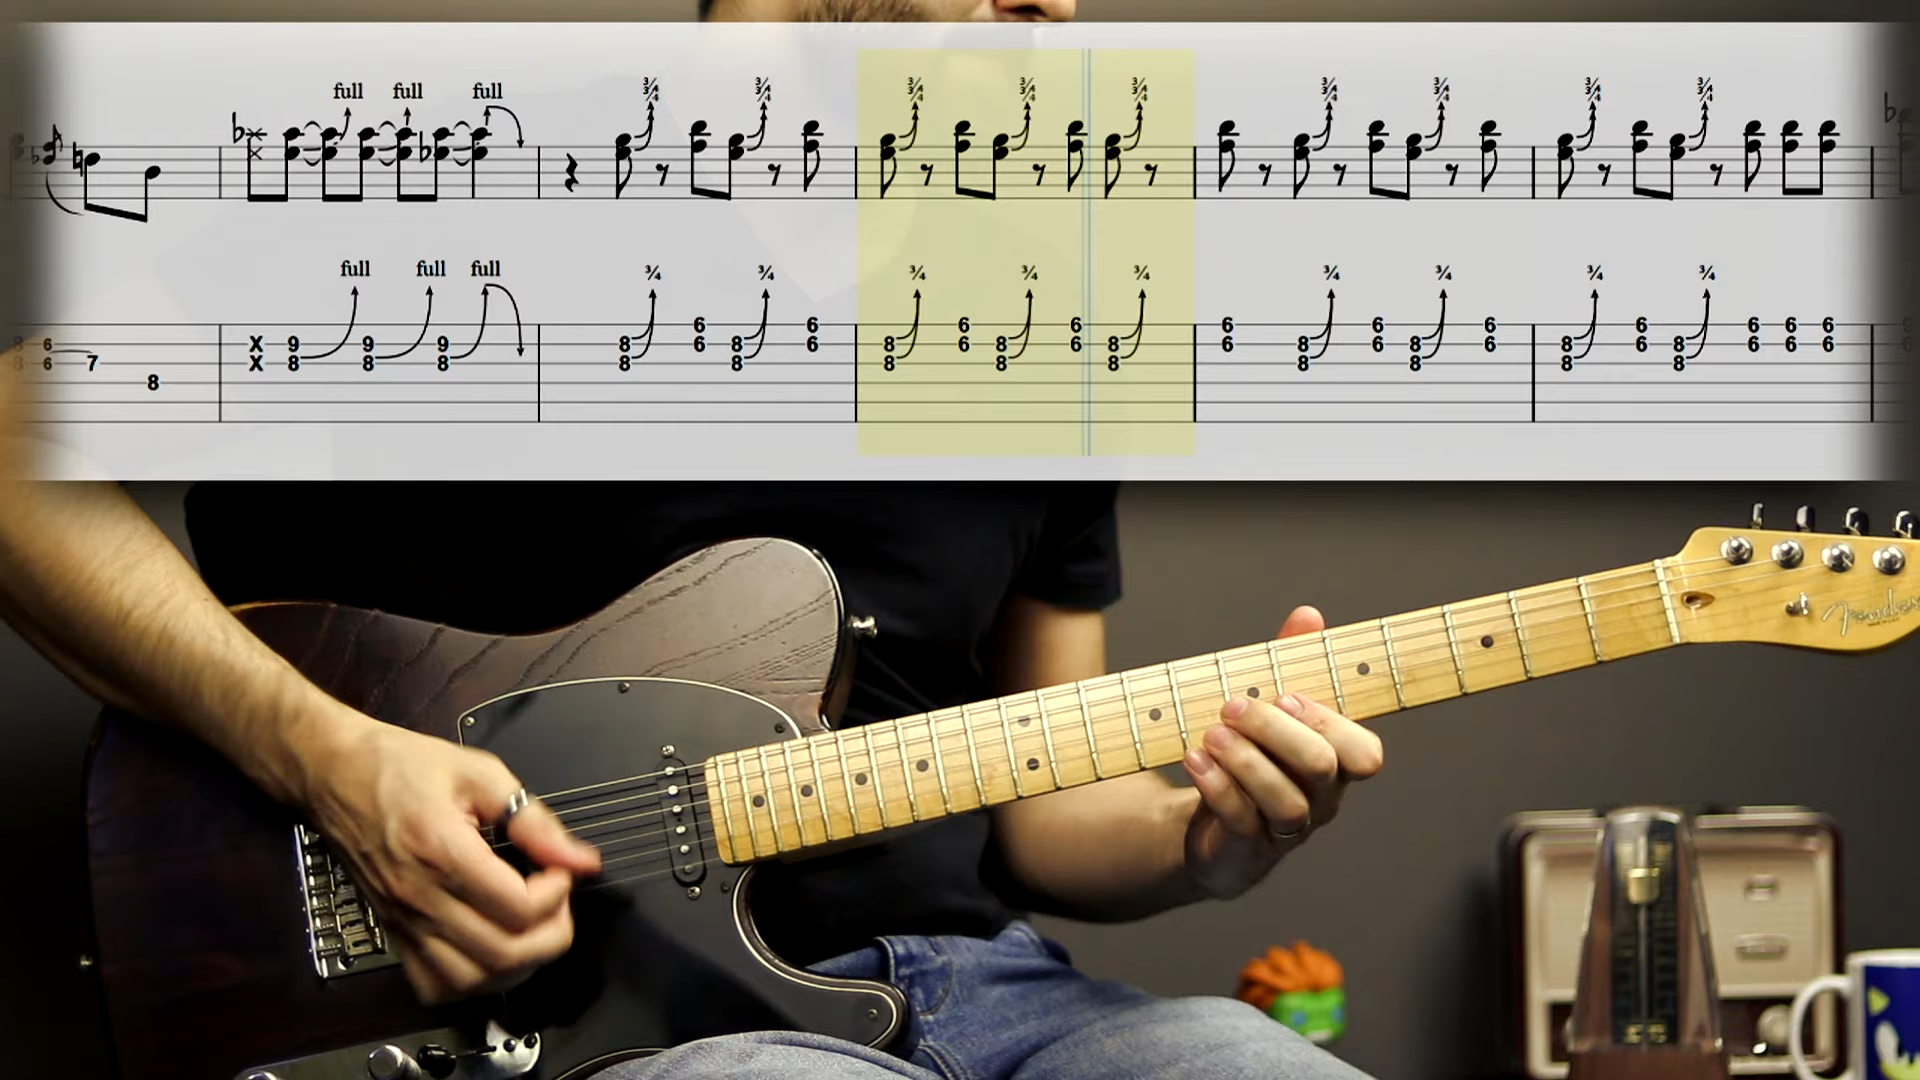 full full full ¾ ¾ ¾ ¾ ¾ ¾ ¾ ¾ ¾
full full full ¾ ¾ ¾ ¾ ¾ ¾ ¾ ¾ ¾
6 6 6 6 6 6 6 6 6 6 6
8 6 X 9 9 9 8 6 8 6 8 6 8 6 8 6 8 6 8 6 8 6 8 6 6 6
8 6 7 X 8 8 8 8 8 8 8 8 8 8 8 8
8
Fender